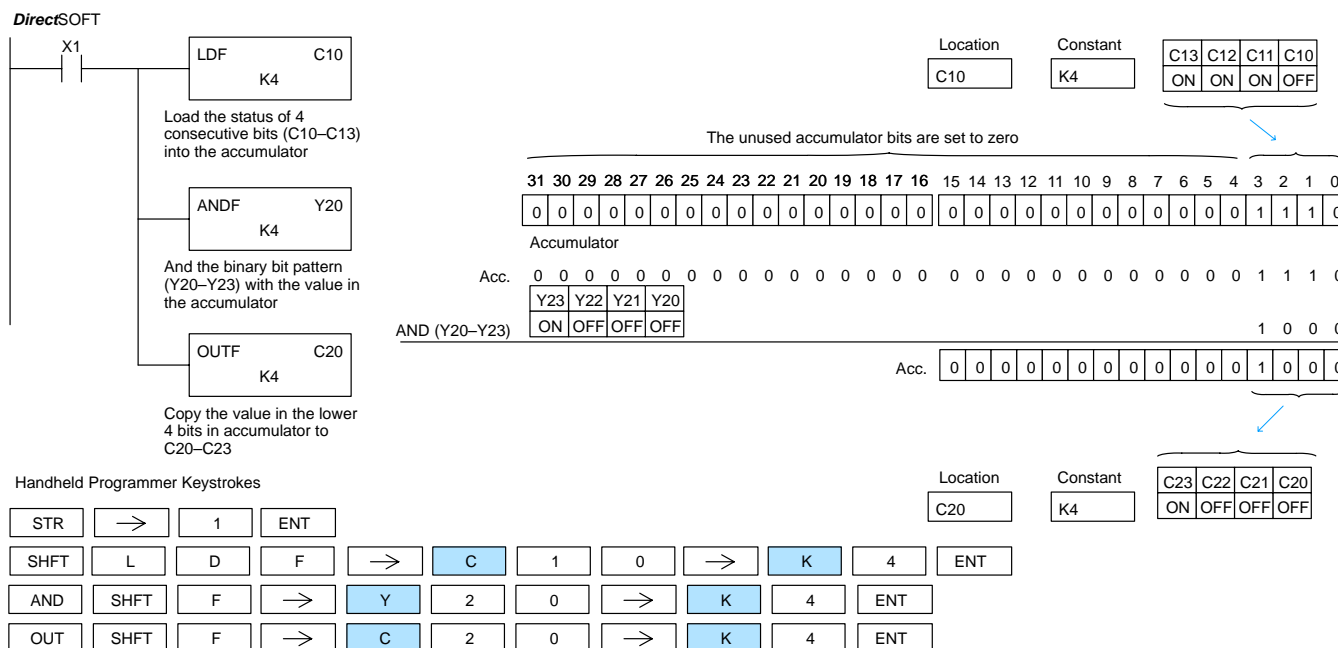 DirectSOFT
X1
LDF C10
K4
Load the status of 4
consecutive bits (C10–C13)
into the accumulator
ANDF Y20
K4
And the binary bit pattern
(Y20–Y23) with the value in
the accumulator
OUTF C20
K4
Copy the value in the lower
4 bits in accumulator to
C20–C23
Location Constant
C10 K4
C13 C12 C11 C10
ON ON ON OFF
The unused accumulator bits are set to zero
31 30 29 28 27 26 25 24 23 22 21 20 19 18 17 16 15 14 13 12 11 10 9 8 7 6 5 4 3 2 1 0
0 0 0 0 0 0 0 0 0 0 0 0 0 0 0 0 0 0 0 0 0 0 0 0 0 0 0 0 1 1 1 0
Accumulator
Acc. 0 0 0 0 0 0 0 0 0 0 0 0 0 0 0 0 0 0 0 0 0 0 0 0 0 0 0 0 1 1 1 0
Y23 Y22 Y21 Y20
ON OFF OFF OFF
AND (Y20–Y23) 1 0 0 0
Acc. 0 0 0 0 0 0 0 0 0 0 0 0 1 0 0 0
Location Constant
C20 K4
C23 C22 C21 C20
ON OFF OFF OFF
Handheld Programmer Keystrokes
STR → 1 ENT
SHFT L D F → C 1 0 → K 4 ENT
AND SHFT F → Y 2 0 → K 4 ENT
OUT SHFT F → C 2 0 → K 4 ENT